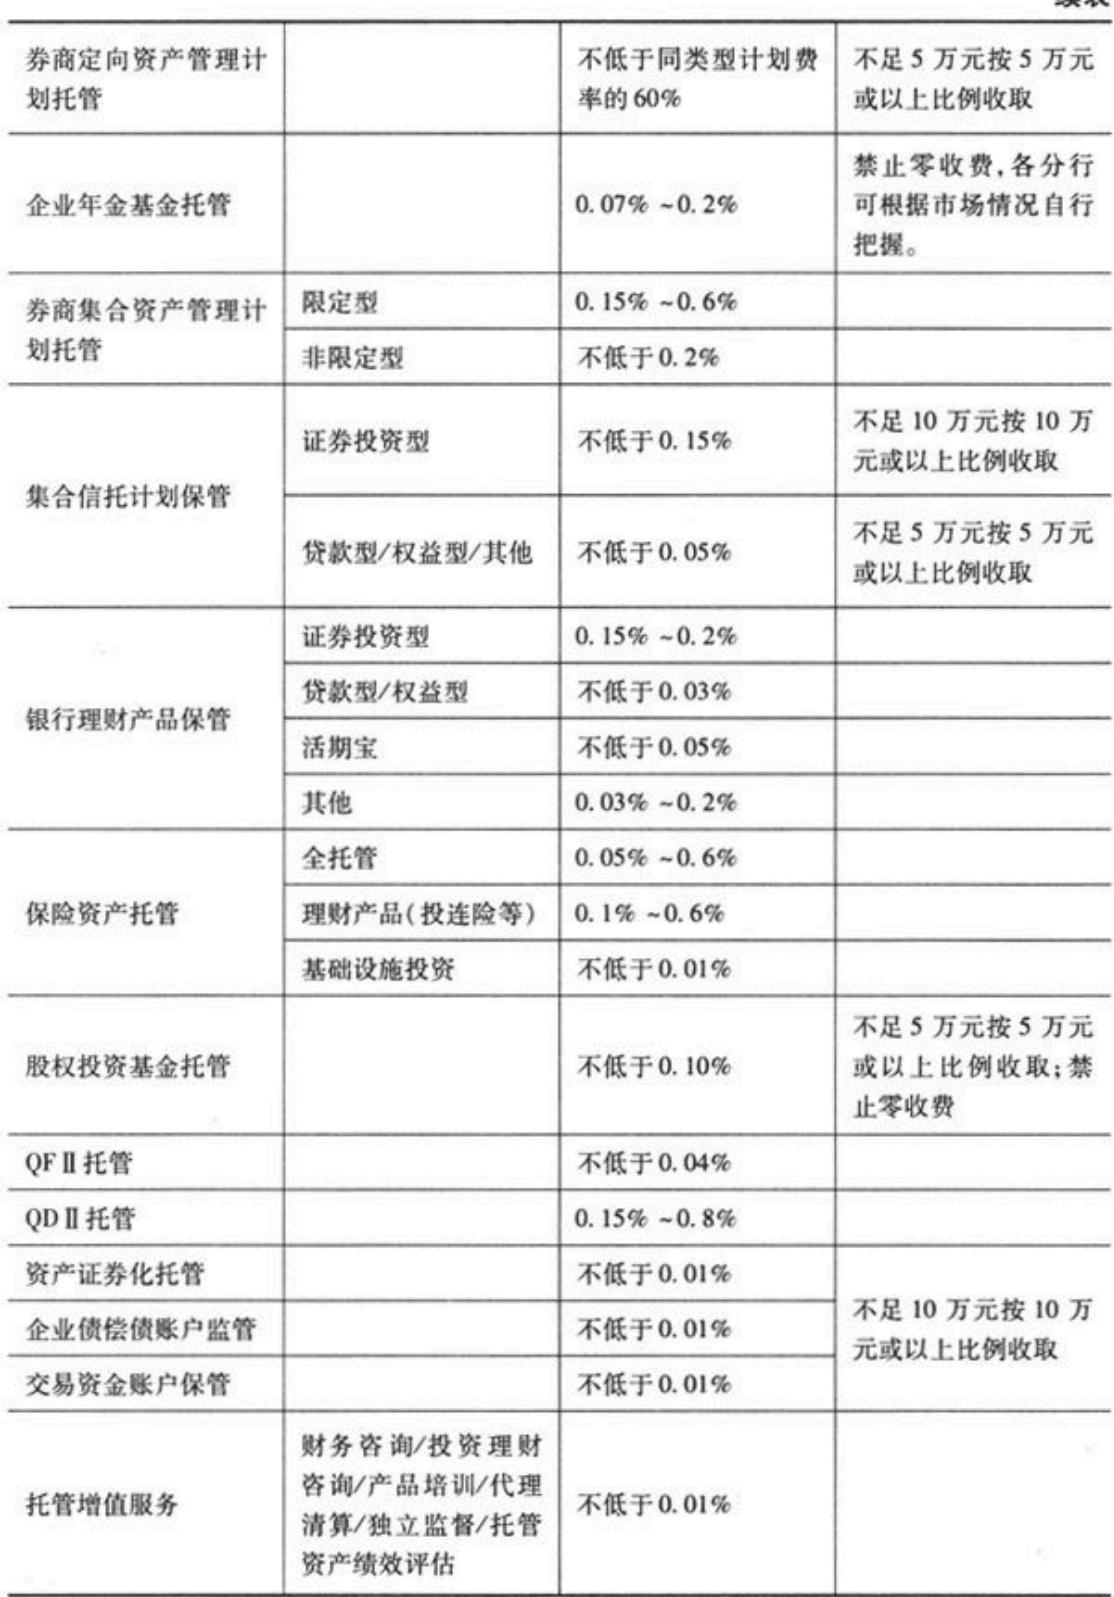 券商定向资产管理计
划托管
不低于同类型计划费
率的60%
不足5万元按5万元
或以上比例收取
企业年金基金托管
0.07% ~0.2%
禁止零收费,各分行
可根据市场情况自行
把握。
券商集合资产管理计
划托管
限定型
0.15% ~0.6%
非限定型
不低于0.2%
集合信托计划保管
证券投资型
不低于0.15%
不足10万元按10万
元或以上比例收取
贷款型/权益型/其他
不低于0.05%
不足5万元按5万元
或以上比例收取
银行理财产品保管
证券投资型
0.15% ~0.2%
贷款型/权益型
不低于0.03%
活期宝
不低于0.05%
其他
0.03% ~0.2%
保险资产托管
全托管
0.05% ~0.6%
理财产品(投连险等)
0.1% ~0.6%
基础设施投资
不低于0.01%
股权投资基金托管
不低于0.10%
不足5万元按5万元
或以上比例收取;禁
止零收费
QFⅡ托管
不低于0.04%
QDⅡ托管
0.15% ~0.8%
资产证券化托管
不低于0.01%
不足10万元按10万
元或以上比例收取
企业债偿债账户监管
不低于0.01%
交易资金账户保管
不低于0.01%
托管增值服务
财务咨询/投资理财
咨询/产品培训/代理
清算/独立监督/托管
资产绩效评估
不低于0.01%